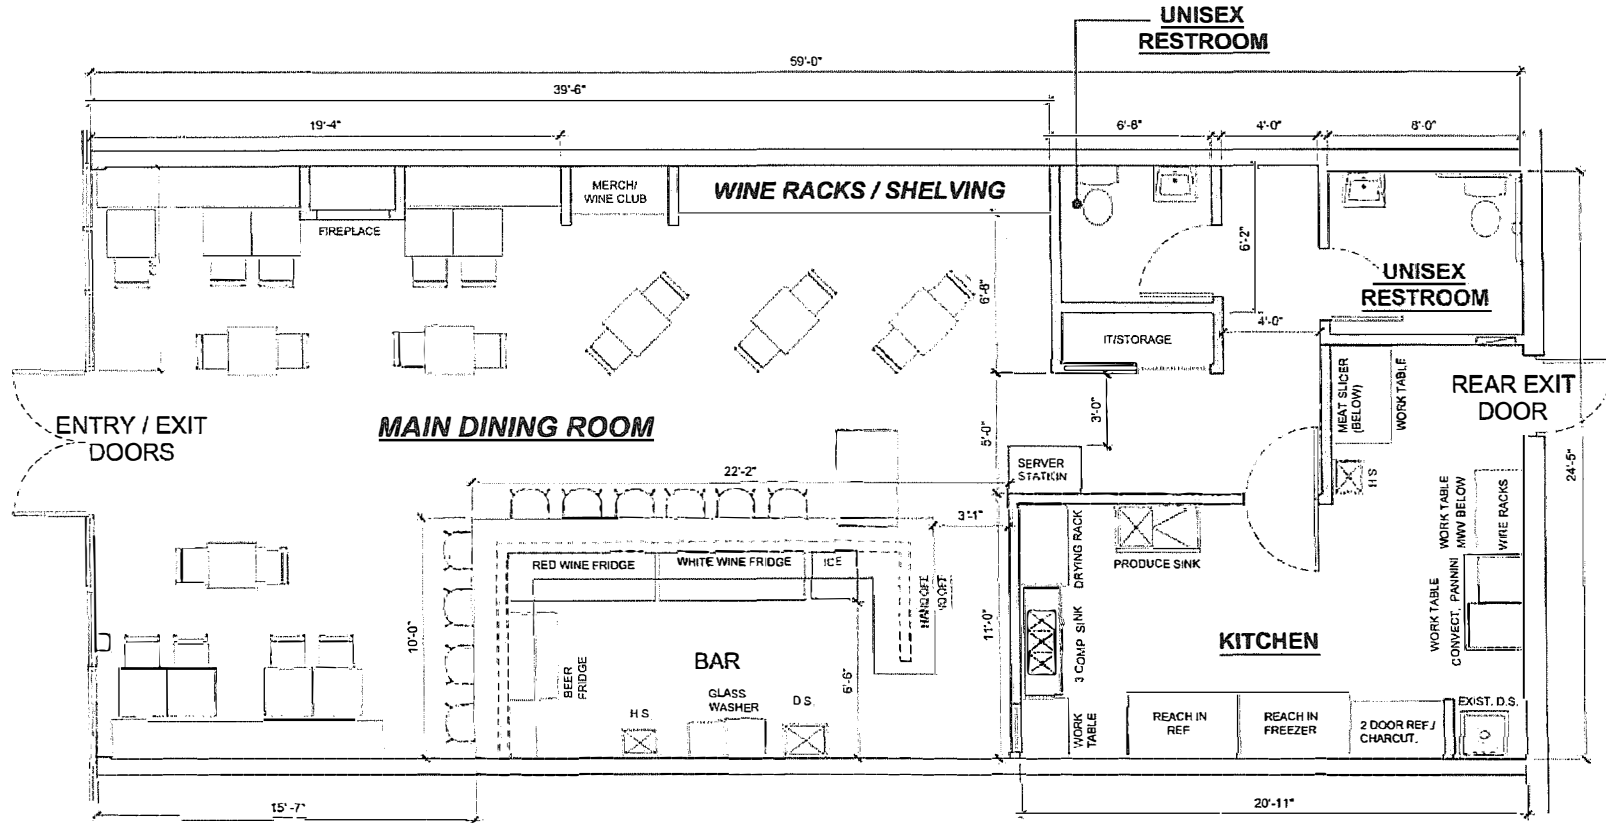 UNISEX
RESTROOM
59'-0"
39'-6"
19'-4"
6'-8"
4'-0"
8'-0"
MERCH/
WINE CLUB
WINE RACKS / SHELVING
FIREPLACE
6'-2"
UNISEX
RESTROOM
6'-8"
4'-0"
IT/STORAGE
MEAT SLICER
(BELOW)
WORK TABLE
REAR EXIT
DOOR
ENTRY / EXIT
DOORS
MAIN DINING ROOM
3'-0"
5'-0"
22'-2"
SERVER
STATION
H.S
24'-5"
3'-1"
WORK TABLE
MWV BELOW
WIRE RACKS
RED WINE FRIDGE
WHITE WINE FRIDGE
ICE
DRYING RACK
PRODUCE SINK
10'-0"
11'-0"
3 COMP SINK
WORK TABLE
CONVECT, PANNINI
KITCHEN
BAR
BEER
FRIDGE
6'-6"
GLASS
WASHER
H.S.
D.S.
WORK
TABLE
REACH IN
REF
REACH IN
FREEZER
2 DOOR REF./
CHARCUT.
EXIST. D.S.
15'-7"
20'-11"